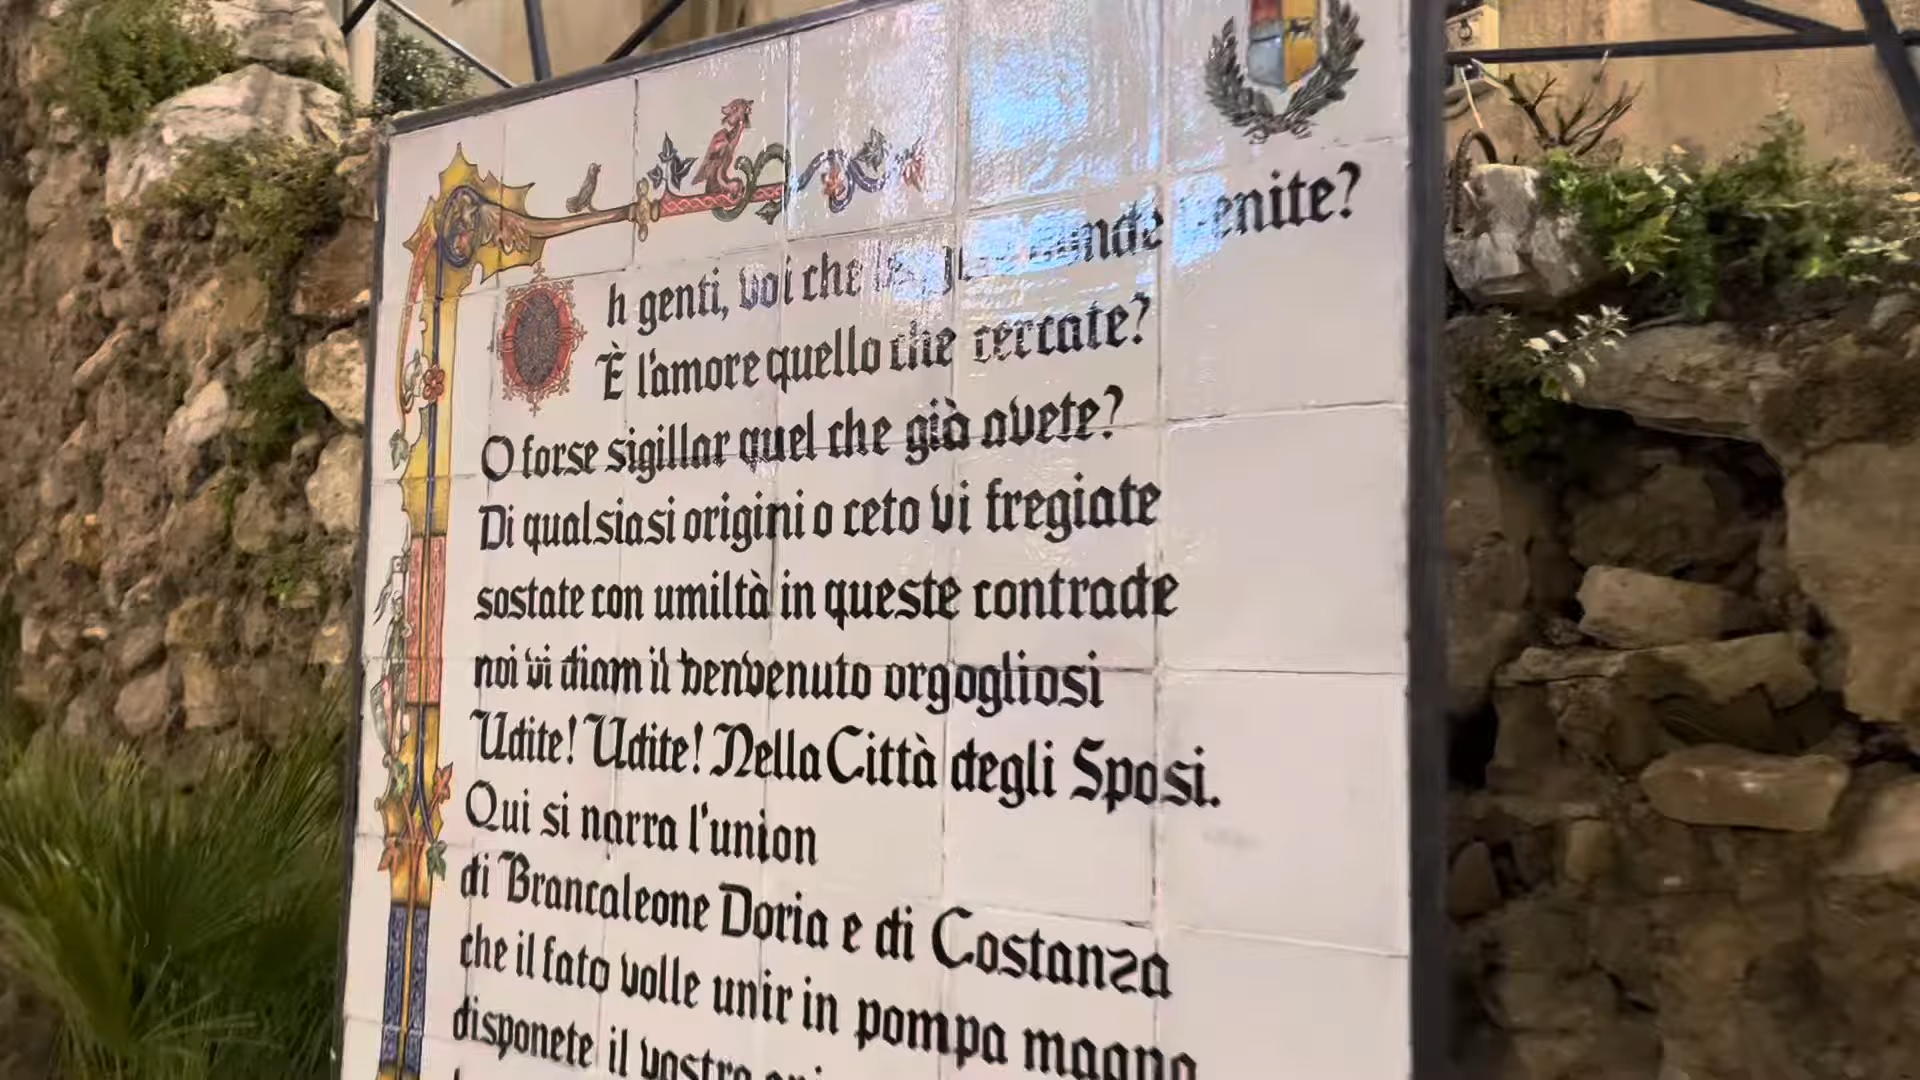 Oh genti, voi che venite?
È l'amore quello che cercate?
O forse sigillar quel che già avete?
Di qualsiasi origini o ceto vi fregiate
sostate con umiltà in queste contrade
noi vi diam il benvenuto orgogliosi
Udite! Udite! Nella Città degli Sposi.
Qui si narra l'union
di Brancaleone Doria e di Costanza
che il fato volle unir in pompa magna
disponete il vostro